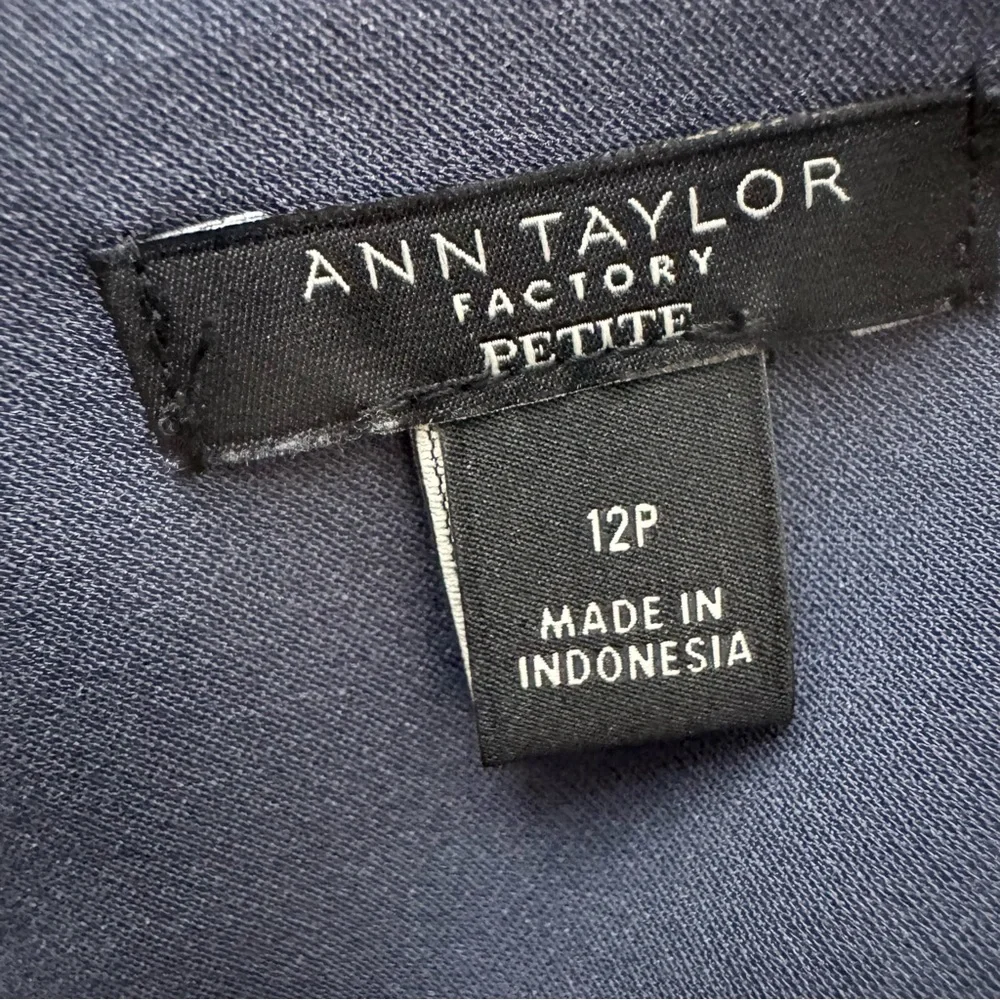 ANN TAYLOR
FACTORY
PETITE
12P
MADE IN
INDONESIA